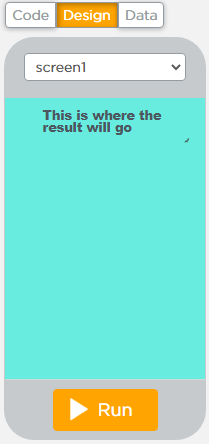 Code Design Data
screen1
This is where the
result will go
Run